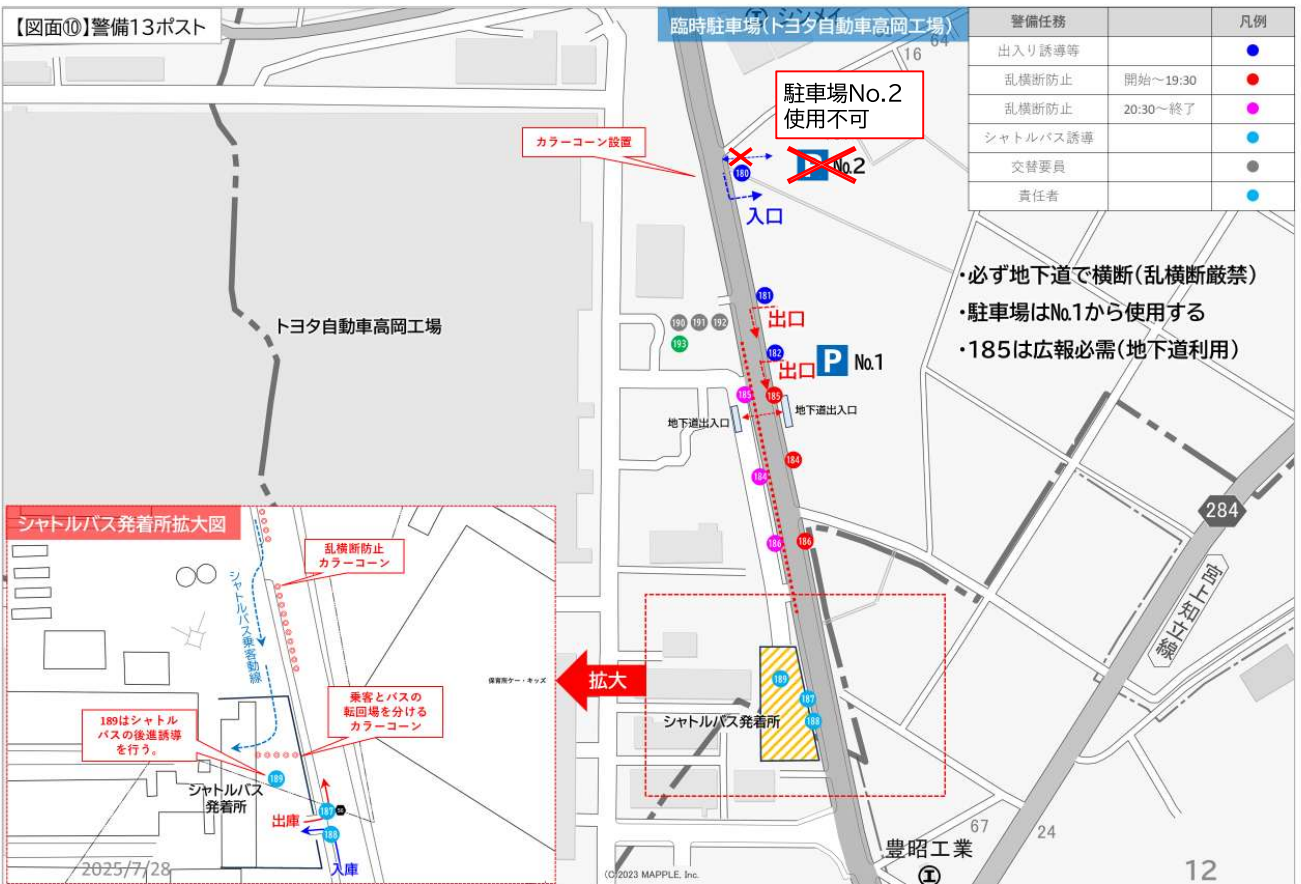 【図面⑩】警備13ポスト
臨時駐車場(トヨタ自動車高岡工場)
シンメイ
64
16
警備任務
凡例
出入り誘導等
乱横断防止
開始～19:30
乱横断防止
20:30～終了
シャトルバス誘導
交替要員
責任者
駐車場No.2
使用不可
カラーコーン設置
No.2
180
入口
・必ず地下道で横断(乱横断厳禁)
・駐車場は№1から使用する
・185は広報必需(地下道利用)
トヨタ自動車高岡工場
181
出口
190
191
192
193
182
出口
P
No.1
185
185
地下道出入口
地下道出入口
184
184
186
186
284
宮上知立線
シャトルバス発着所拡大図
乱横断防止
カラーコーン
シャトルバス乗客動線
保育所ケー・キッズ
拡大
乗客とバスの
転回場を分ける
カラーコーン
189はシャトル
バスの後進誘導
を行う。
189
シャトルバス
発着所
出庫
187
188
入庫
189
187
188
シャトルバス発着所
67
24
豊昭工業
工
2025/7/28
(C)2023 MAPPLE, Inc.
12